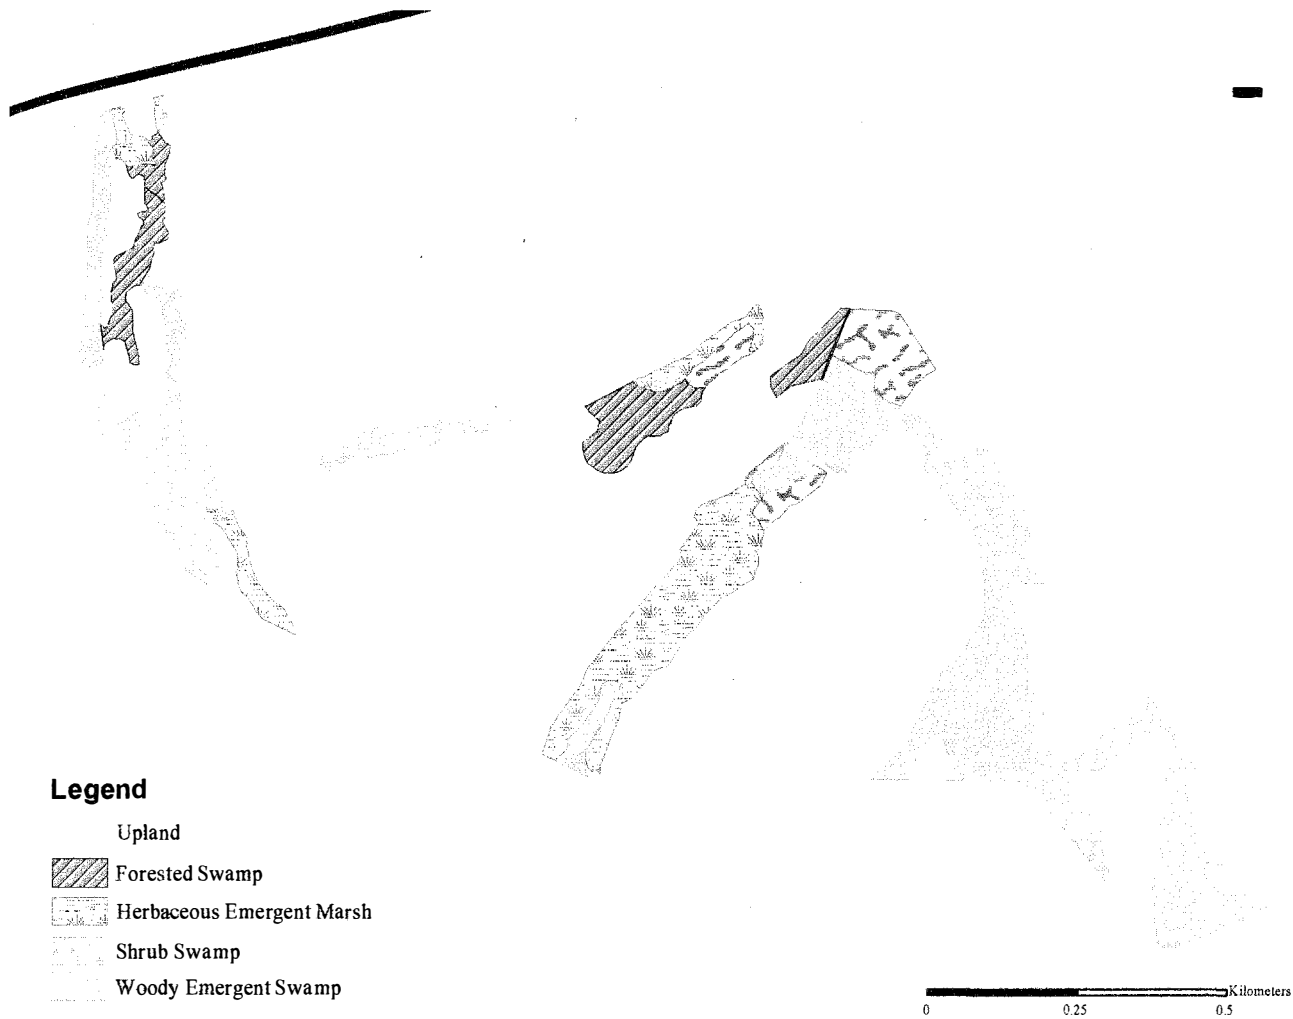 Legend
Upland
Forested Swamp
Herbaceous Emergent Marsh
Shrub Swamp
Woody Emergent Swamp
Kilometers
0 0.25 0.5